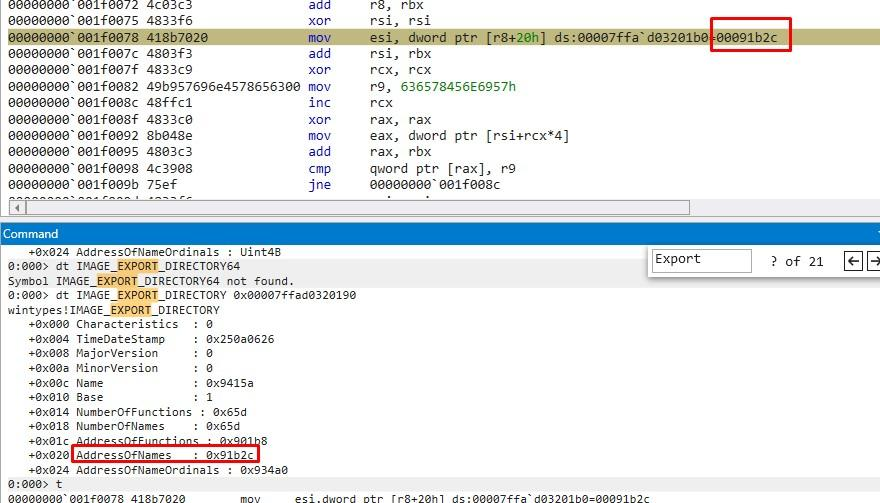 00000000`001f0072 4c03c3 add r8, rbx
00000000`001f0075 4833f6 xor rsi, rsi
00000000`001f0078 418b7020 mov esi, dword ptr [r8+20h] ds:00007ffa`d03201b0=00091b2c
00000000`001f007c 4803f3 add rsi, rbx
00000000`001f007f 4833c9 xor rcx, rcx
00000000`001f0082 49b957696e4578656300 mov r9, 636578456E6957h
00000000`001f008c 48ffc1 inc rcx
00000000`001f008f 4833c0 xor rax, rax
00000000`001f0092 8b048e mov eax, dword ptr [rsi+rcx*4]
00000000`001f0095 4803c3 add rax, rbx
00000000`001f0098 4c3908 cmp qword ptr [rax], r9
00000000`001f009b 75ef jne 00000000`001f008c
Command
+0x024 AddressOfNameOrdinals : Uint4B
0:000> dt IMAGE_EXPORT_DIRECTORY64
Symbol IMAGE_EXPORT_DIRECTORY64 not found.
Export ? of 21
0:000> dt IMAGE_EXPORT_DIRECTORY 0x00007ffad0320190
wintypes!IMAGE_EXPORT_DIRECTORY
+0x000 Characteristics : 0
+0x004 TimeDateStamp : 0x250a0626
+0x008 MajorVersion : 0
+0x00a MinorVersion : 0
+0x00c Name : 0x9415a
+0x010 Base : 1
+0x014 NumberOfFunctions : 0x65d
+0x018 NumberOfNames : 0x65d
+0x01c AddressOfFunctions : 0x901b8
+0x020 AddressOfNames : 0x91b2c
+0x024 AddressOfNameOrdinals : 0x934a0
0:000> t
00000000`001f0078 418b7020 mov esi,dword ptr [r8+20h] ds:00007ffa`d03201b0=00091b2c